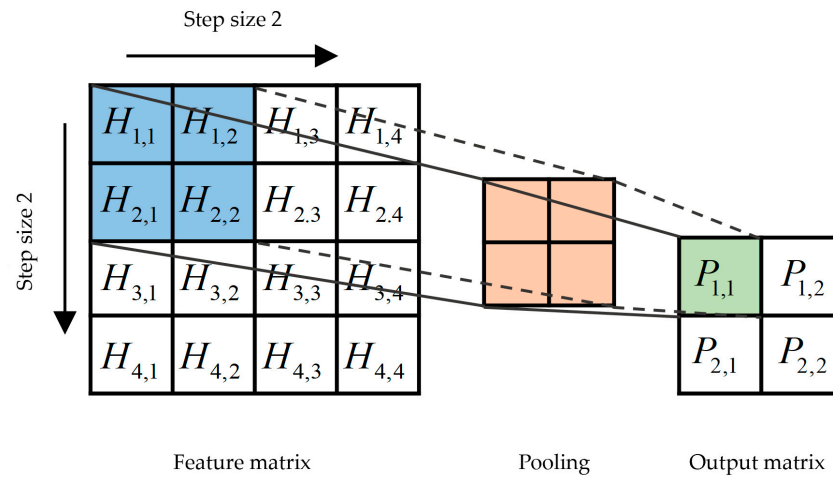 Step size 2
Step size 2
H1,1 H1,2 H1,3 H1,4
H2,1 H2,2 H2.3 H2.4
H3,1 H3,2 H3,3 H3,4
H4,1 H4,2 H4,3 H4,4
P1,1 P1,2
P2,1 P2,2
Feature matrix Pooling Output matrix